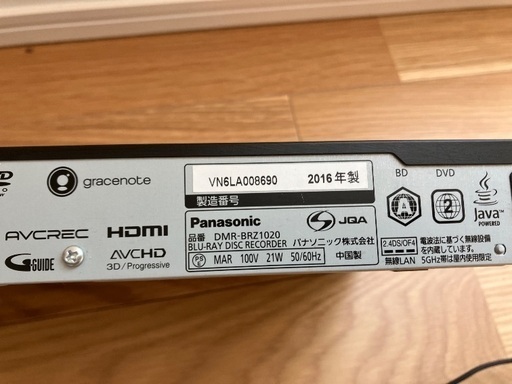 gracenote
VN6LA008690 2016年製
製造番号
BD DVD
A 2
Java
POWERED
AVCREC HDMI
G GUIDE
AVCHD
3D/Progressive
Panasonic
JQA
品番 DMR-BRZ1020
BLU-RAY DISC RECORDER パナソニック株式会社
PS E MAR 100V 21W 50/60Hz 中国製
2.4DS/OF4
無線LAN
電波法に基づく無線設備
を内蔵しています。
5GHz帯は屋内使用限定